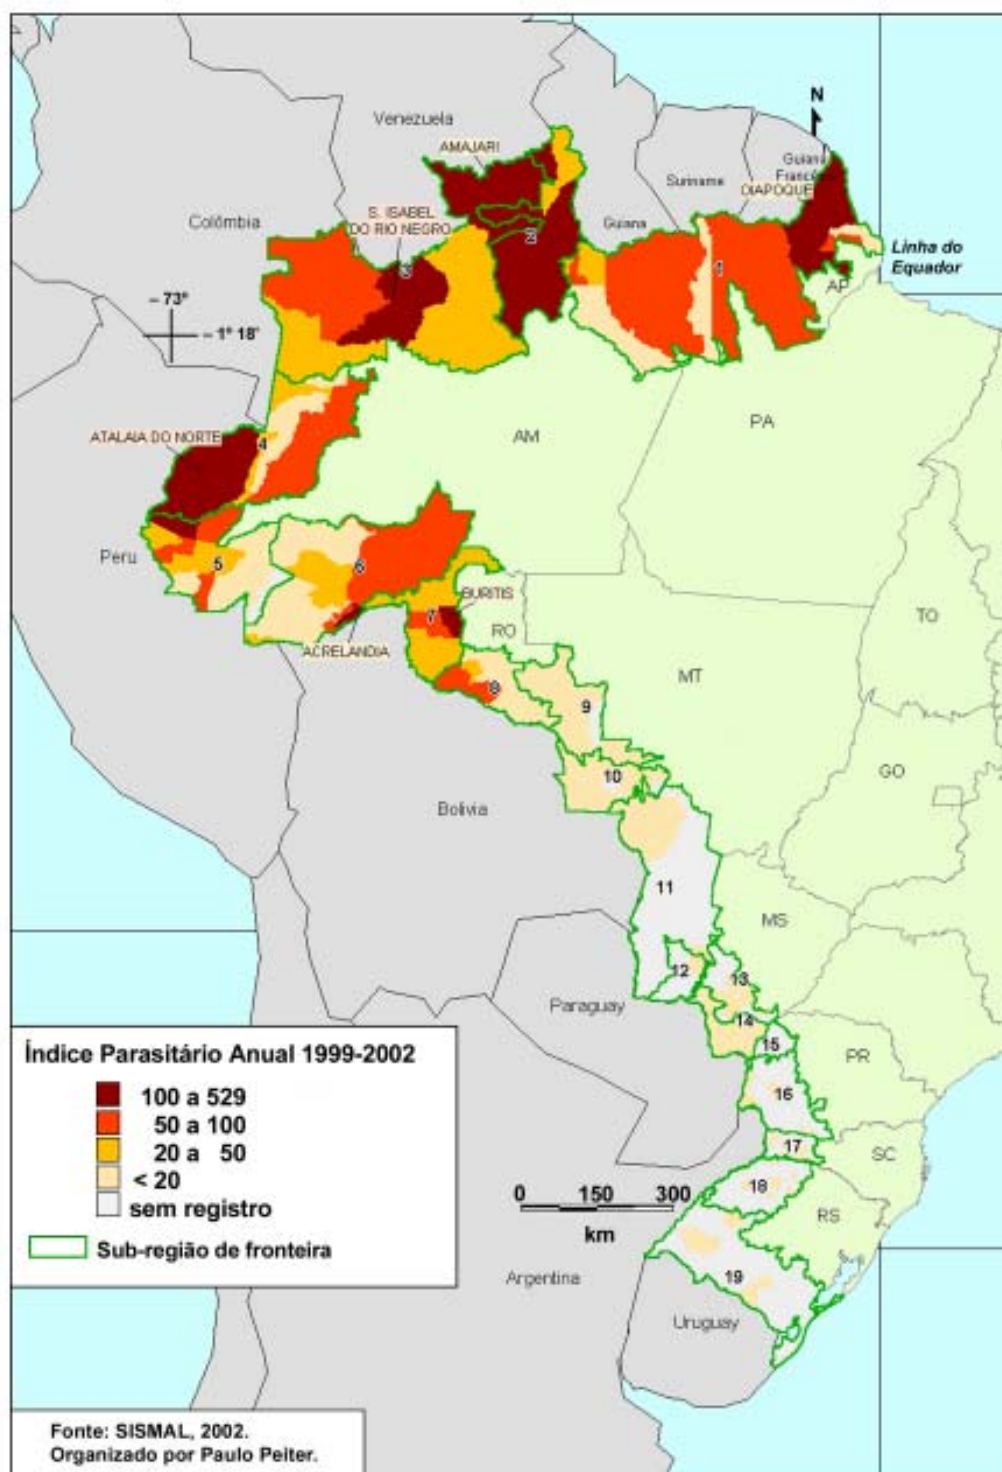 N
Venezuela
AMAJARI
Guiana
Francesa
Suriname
OIAPOQUE
S. ISABEL
DO RIO NEGRO
Colômbia
Guiana
2
Linha do
Equador
3
1
AP
– 73º
– 1º 18'
ATALAIA DO NORTE
4
AM
PA
Peru
5
6
BURITIS
7
RO
TO
ACRELANDIA
MT
8
9
GO
10
Bolivia
11
MS
12
13
Paraguay
14
15
PR
16
17
SC
18
RS
19
Argentina
Uruguay
Índice Parasitário Anual 1999-2002
100 a 529
50 a 100
20 a 50
< 20
sem registro
Sub-região de fronteira
0 150 300
km
Fonte: SISMAL, 2002.
Organizado por Paulo Peiter.